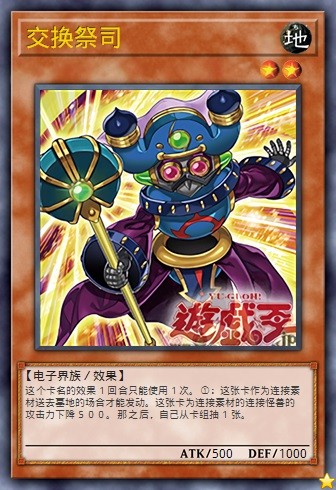 交换祭司
地
YU-GI-OH!
遊戯王
【电子界族／效果】
这个卡名的效果１回合只能使用１次。①：这张卡作为连接素
材送去墓地的场合才能发动。这张卡为连接素材的连接怪兽的
攻击力下降５００。那之后，自己从卡组抽１张。
ATK/500 DEF/1000